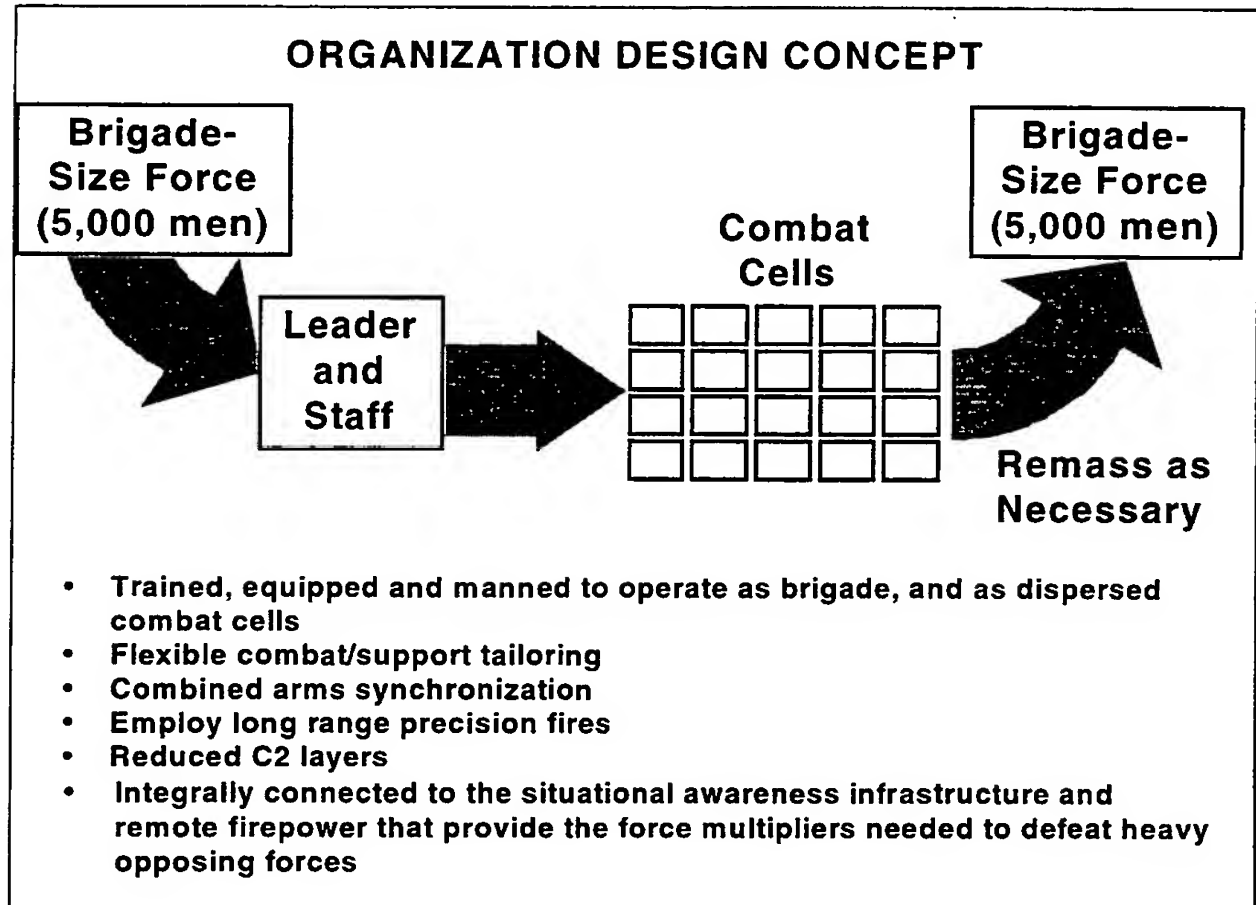 ORGANIZATION DESIGN CONCEPT
Brigade-
Size Force
(5,000 men)
Leader
and
Staff
Combat
Cells
Brigade-
Size Force
(5,000 men)
Remass as
Necessary
• Trained, equipped and manned to operate as brigade, and as dispersed
combat cells
• Flexible combat/support tailoring
• Combined arms synchronization
• Employ long range precision fires
• Reduced C2 layers
• Integrally connected to the situational awareness infrastructure and
remote firepower that provide the force multipliers needed to defeat heavy
opposing forces